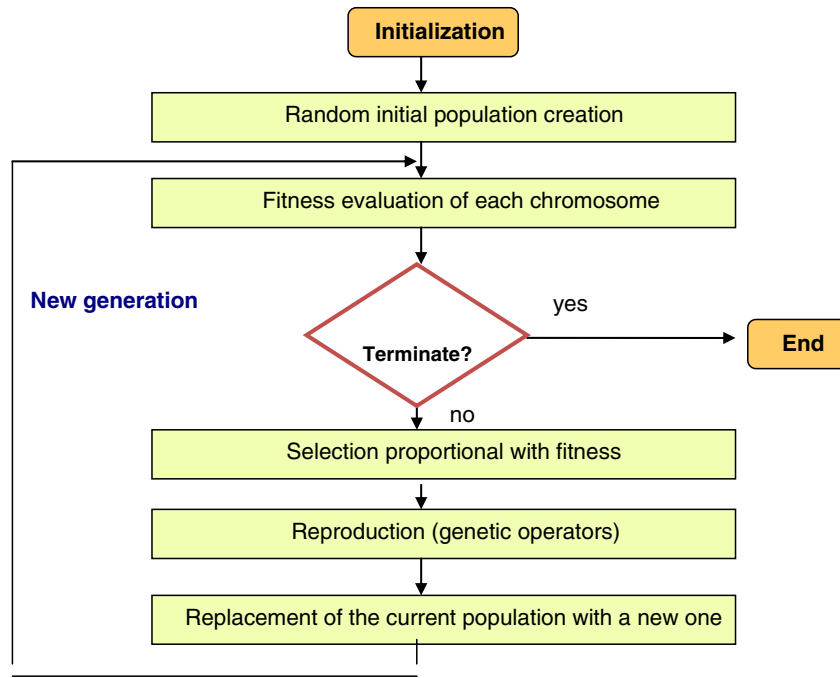 Initialization
Random initial population creation
Fitness evaluation of each chromosome
New generation
yes
Terminate?
End
no
Selection proportional with fitness
Reproduction (genetic operators)
Replacement of the current population with a new one